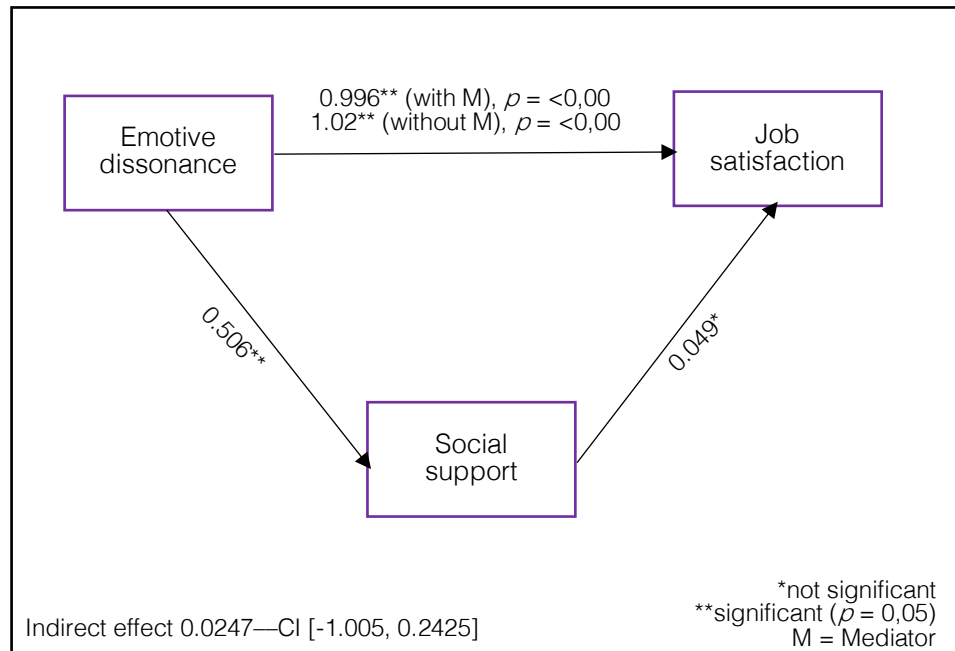 0.996** (with M), p = <0,00
1.02** (without M), p = <0,00
Emotive
dissonance
Job
satisfaction
0.506**
0.049*
Social
support
*not significant
**significant (p = 0,05)
M = Mediator
Indirect effect 0.0247—CI [-1.005, 0.2425]